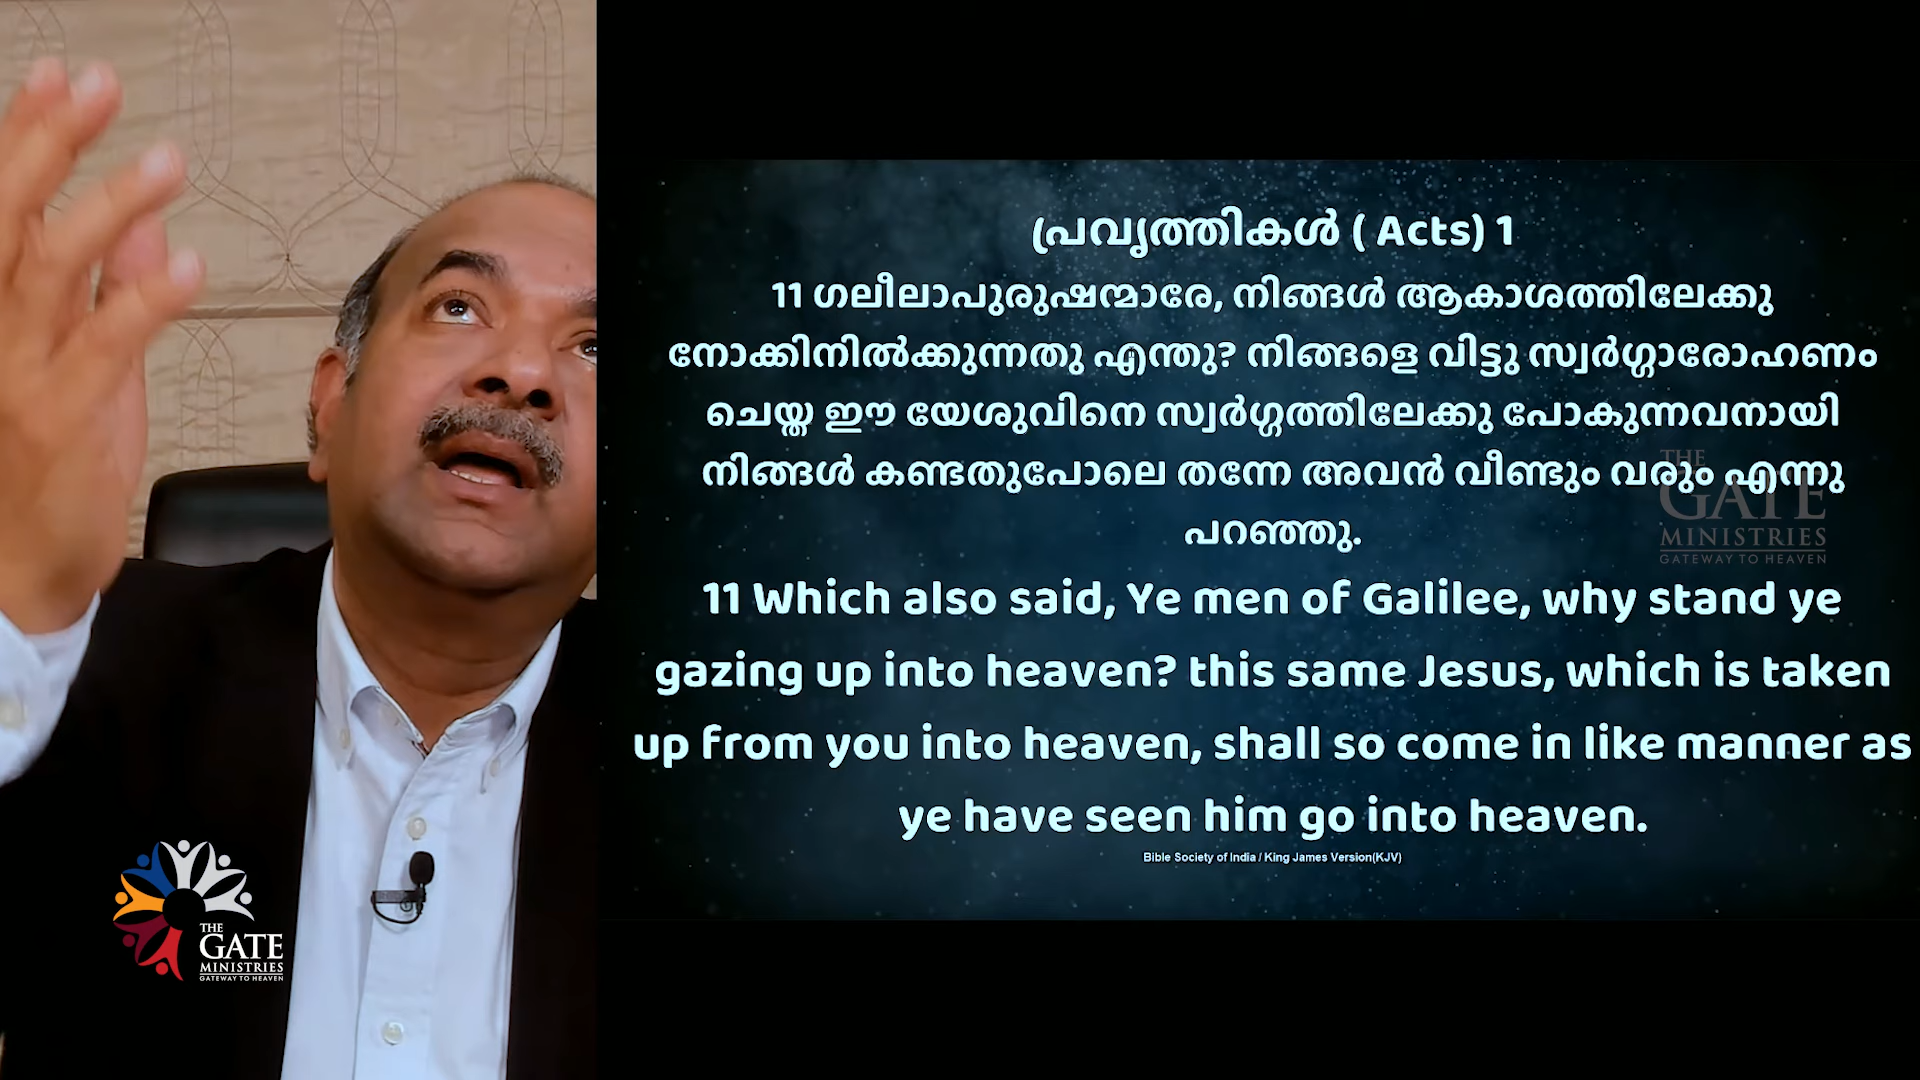 പ്രവൃത്തികൾ ( Acts) 1
11 ഗലീലാപുരുഷന്മാരേ, നിങ്ങൾ ആകാശത്തിലേക്കു
നോക്കിനിൽക്കുന്നതു എന്തു? നിങ്ങളെ വിട്ടു സ്വർഗ്ഗാരോഹണം
ചെയ്ത ഈ യേശുവിനെ സ്വർഗ്ഗത്തിലേക്കു പോകുന്നവനായി
നിങ്ങൾ കണ്ടതുപോലെ തന്നേ അവൻ വീണ്ടും വരും എന്നു
പറഞ്ഞു.
11 Which also said, Ye men of Galilee, why stand ye
gazing up into heaven? this same Jesus, which is taken
up from you into heaven, shall so come in like manner as
ye have seen him go into heaven.
Bible Society of India / King James Version(KJV)
THE
GATE
MINISTRIES
GATEWAY TO HEAVEN
THE
GATE
MINISTRIES
GATEWAY TO HEAVEN